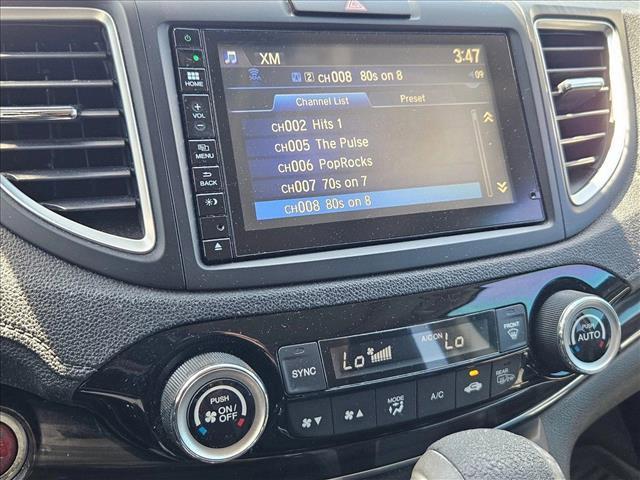 XM 3:47
2 CH008 80s on 8 09
Channel List Preset
CH002 Hits 1
CH005 The Pulse
CH006 PopRocks
CH007 70s on 7
CH008 80s on 8
HOME
+
VOL
-
MENU
BACK
FRONT
A/C ON
Lo Lo
SYNC
PUSH
AUTO
PUSH
ON/
OFF
MODE
A/C
REAR